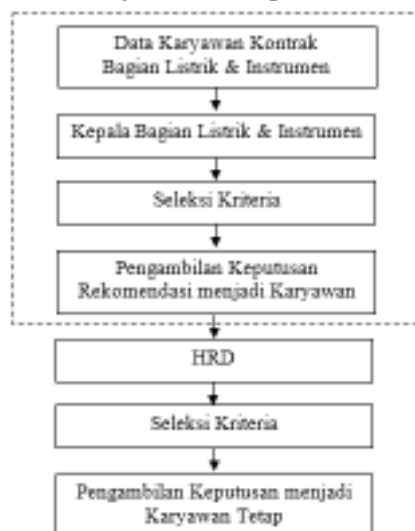 Data Karyawan Kontrak
Bagian Listrik & Instrumen
Kepala Bagian Listrik & Instrumen
Seleksi Kriteria
Pengambilan Keputusan
Rekomendasi menjadi Karyawan
HRD
Seleksi Kriteria
Pengambilan Keputusan menjadi
Karyawan Tetap